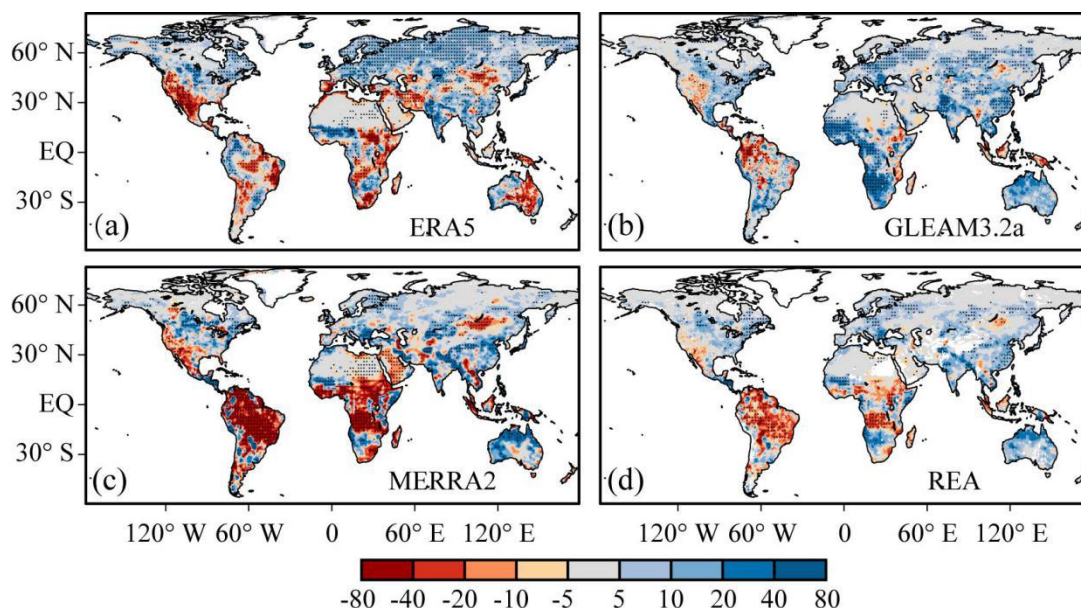 60° N
30° N
EQ
30° S
(a)
ERA5
(b)
GLEAM3.2a
60° N
30° N
EQ
30° S
(c)
MERRA2
(d)
REA
120° W 60° W 0 60° E 120° E
120° W 60° W 0 60° E 120° E
-80 -40 -20 -10 -5 5 10 20 40 80